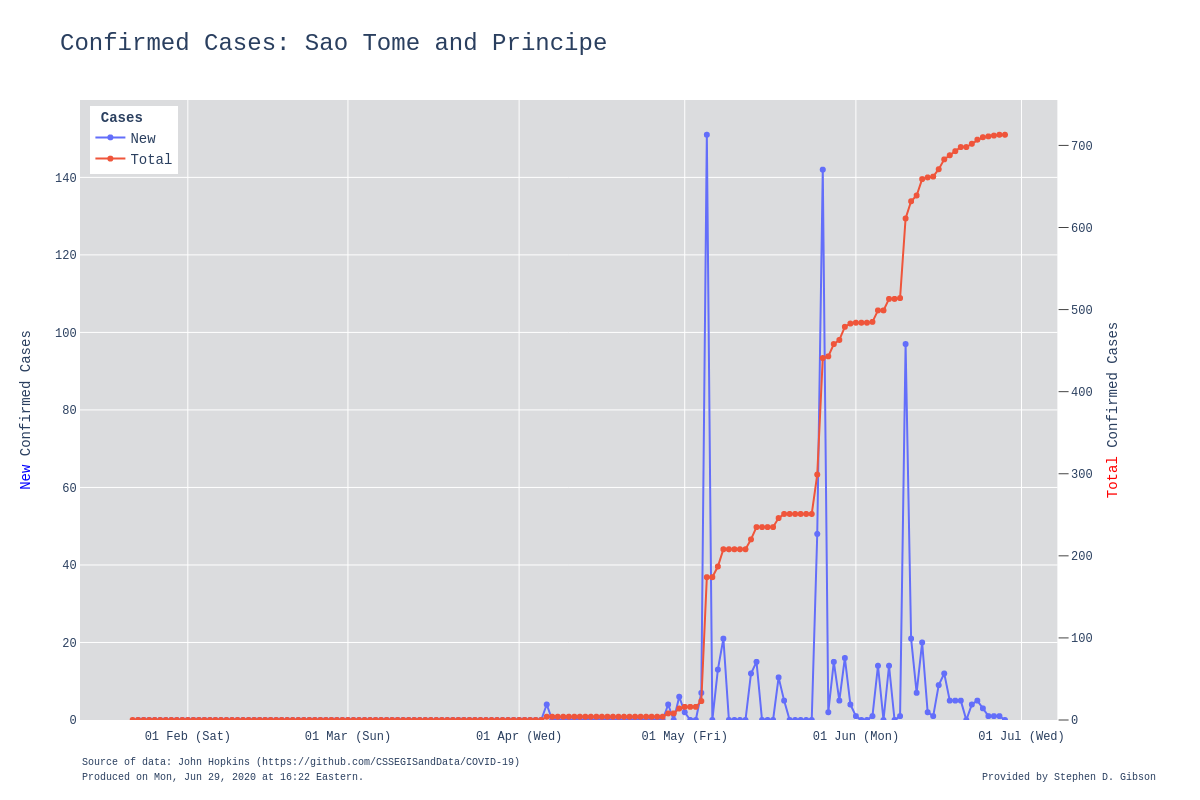 Confirmed Cases: Sao Tome and Principe
Cases
New
Total
140
120
100
80
60
40
20
0
700
600
500
400
300
200
100
0
New Confirmed Cases
Total Confirmed Cases
01 Feb (Sat) 01 Mar (Sun) 01 Apr (Wed) 01 May (Fri) 01 Jun (Mon) 01 Jul (Wed)
Source of data: John Hopkins (https://github.com/CSSEGISandData/COVID-19)
Produced on Mon, Jun 29, 2020 at 16:22 Eastern.
Provided by Stephen D. Gibson